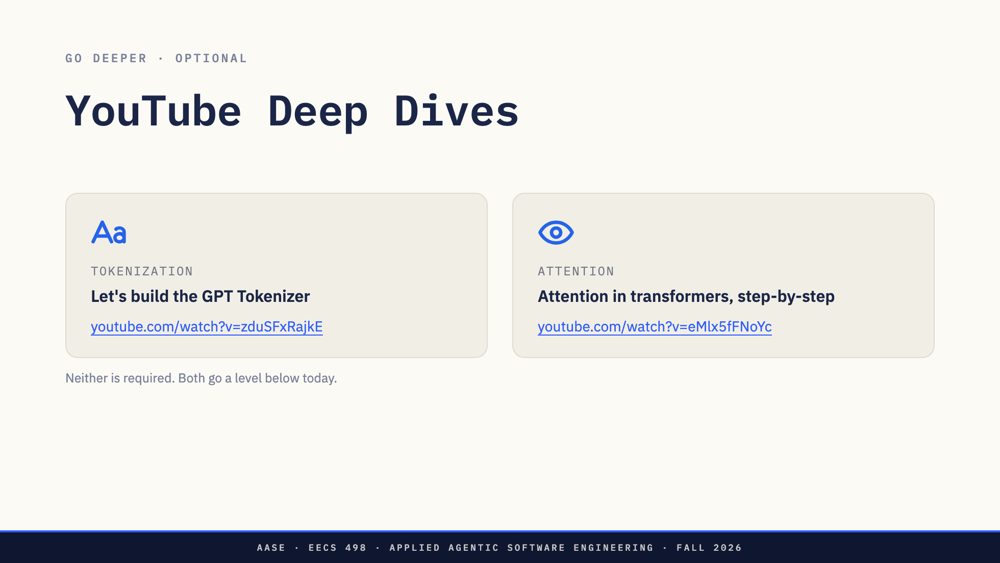 GO DEEPER · OPTIONAL
YouTube Deep Dives
Aa
TOKENIZATION
Let's build the GPT Tokenizer
youtube.com/watch?v=zduSFxRajkE
ATTENTION
Attention in transformers, step-by-step
youtube.com/watch?v=eMlx5fFNoYc
Neither is required. Both go a level below today.
AASE · EECS 498 · APPLIED AGENTIC SOFTWARE ENGINEERING · FALL 2026